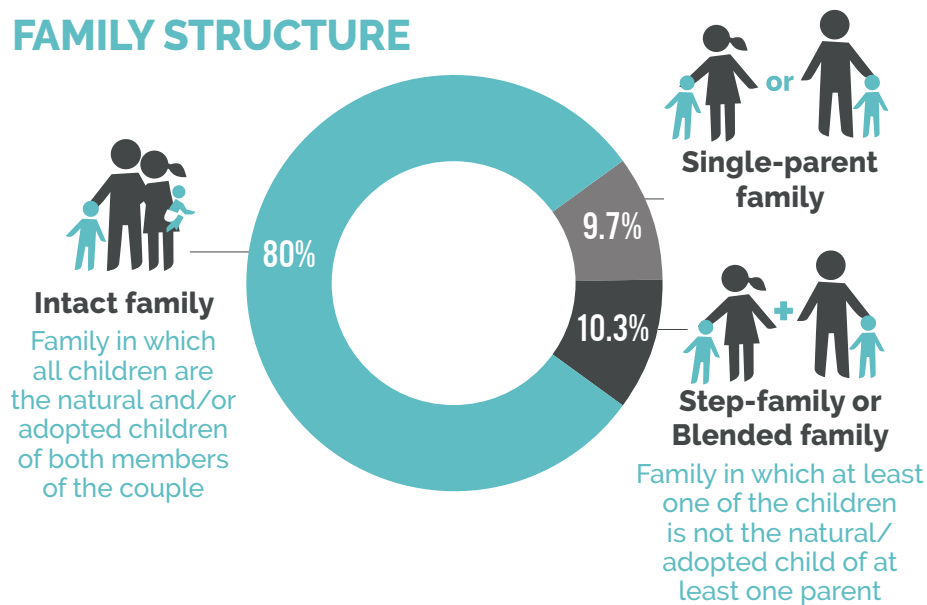 FAMILY STRUCTURE
80%
Intact family
Family in which
all children are
the natural and/or
adopted children
of both members
of the couple
or
Single-parent
family
9.7%
10.3%
+
Step-family or
Blended family
Family in which at least
one of the children
is not the natural/
adopted child of at
least one parent